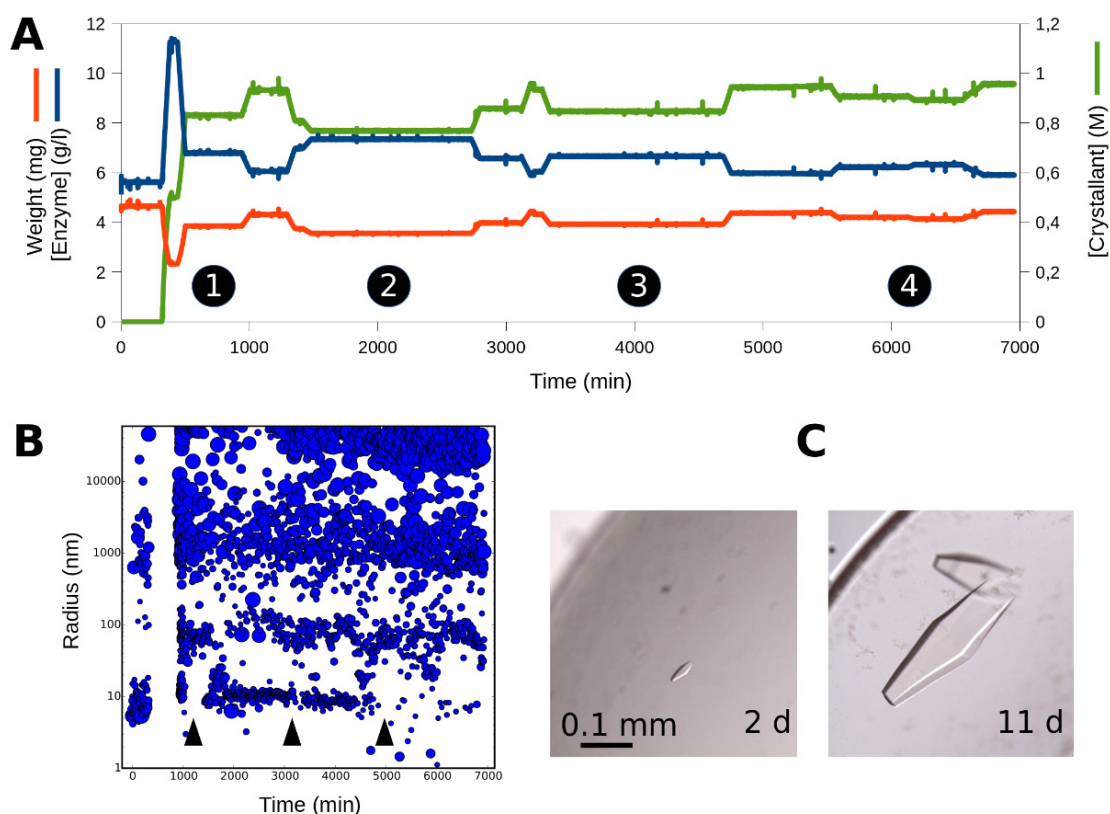 A
Weight (mg)
[Enzyme] (g/l)
12
10
8
6
4
2
0
1,2
1
0,8
0,6
0,4
0,2
0
[Crystallant] (M)
1
2
3
4
0 1000 2000 3000 4000 5000 6000 7000
Time (min)
B
Radius (nm)
10000
1000
100
10
1
0 1000 2000 3000 4000 5000 6000 7000
Time (min)
C
0.1 mm
2 d
11 d